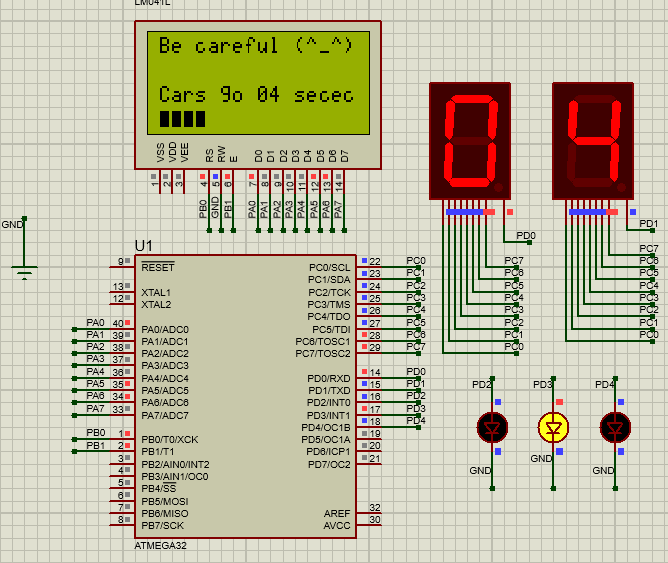 LM041L
Be careful (^_^)
Cars go 04 secec
VSS VDD VEE RS RW E D0 D1 D2 D3 D4 D5 D6 D7
1 2 3 4 5 6 7 8 9 10 11 12 13 14
PB0 GND PB1 PA0 PA1 PA2 PA3 PA4 PA5 PA6 PA7
04
PD0
PD1
PC7
PC6
PC5
PC4
PC3
PC2
PC1
PC0
PC7
PC6
PC5
PC4
PC3
PC2
PC1
PC0
GND
U1
9 RESET
13 XTAL1
12 XTAL2
PA0 40 PA0/ADC0
PA1 39 PA1/ADC1
PA2 38 PA2/ADC2
PA3 37 PA3/ADC3
PA4 36 PA4/ADC4
PA5 35 PA5/ADC5
PA6 34 PA6/ADC6
PA7 33 PA7/ADC7
PB0 1 PB0/T0/XCK
PB1 2 PB1/T1
3 PB2/AIN0/INT2
4 PB3/AIN1/OC0
5 PB4/SS
6 PB5/MOSI
7 PB6/MISO
8 PB7/SCK
PC0/SCL 22 PC0
PC1/SDA 23 PC1
PC2/TCK 24 PC2
PC3/TMS 25 PC3
PC4/TDO 26 PC4
PC5/TDI 27 PC5
PC6/TOSC1 28 PC6
PC7/TOSC2 29 PC7
PD0/RXD 14 PD0
PD1/TXD 15 PD1
PD2/INT0 16 PD2
PD3/INT1 17 PD3
PD4/OC1B 18 PD4
PD5/OC1A 19
PD6/ICP1 20
PD7/OC2 21
AREF 32
AVCC 30
ATMEGA32
PD2 PD3 PD4
GND GND GND